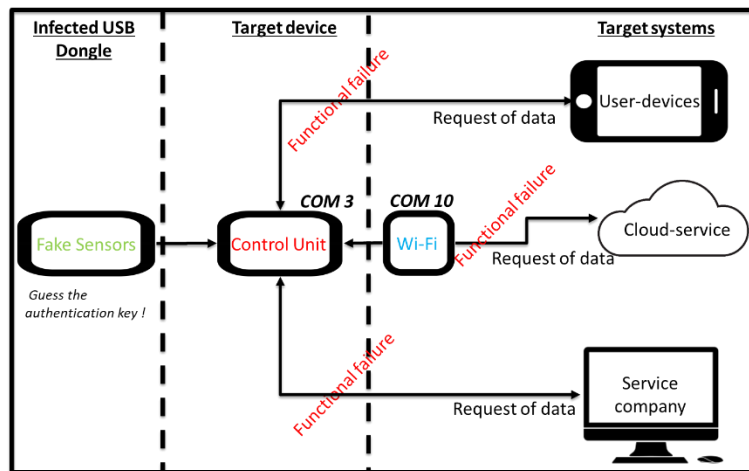 Infected USB
Dongle
Target device
Target systems
Functional failure
User-devices
Request of data
COM 3
COM 10
Functional failure
Fake Sensors
Control Unit
Wi-Fi
Cloud-service
Request of data
Guess the
authentication key !
Functional failure
Service
company
Request of data